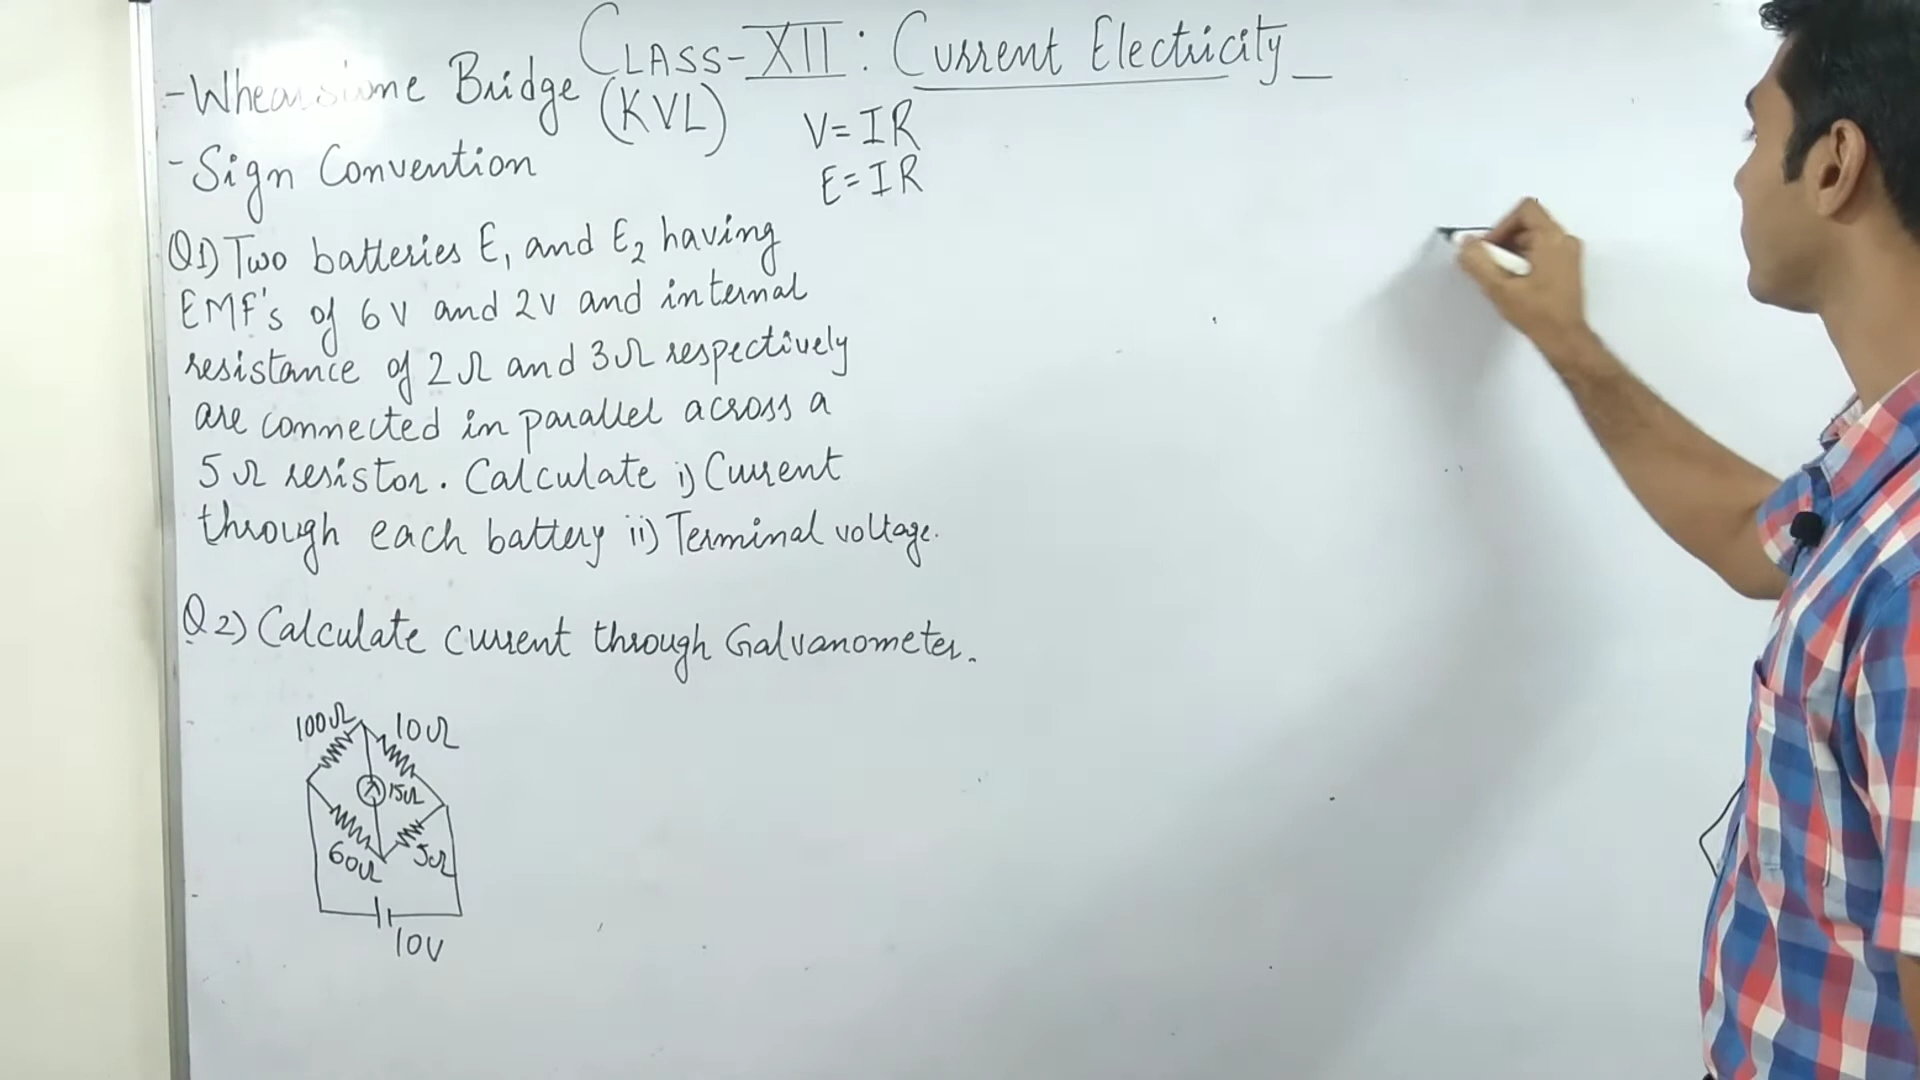 CLASS-XII: Current Electricity
- Bridge (KVL)
- Sign Convention
V=IR
E=IR
Q1) Two batteries E₁ and E₂ having
EMF's of 6V and 2V and internal
resistance of 2Ω and 3Ω respectively
are connected in parallel across a
5Ω resistor. Calculate i) Current
through each battery ii) Terminal voltage.
Q2) Calculate current through Galvanometer.
100Ω 10Ω
15Ω
60Ω 5Ω
10V